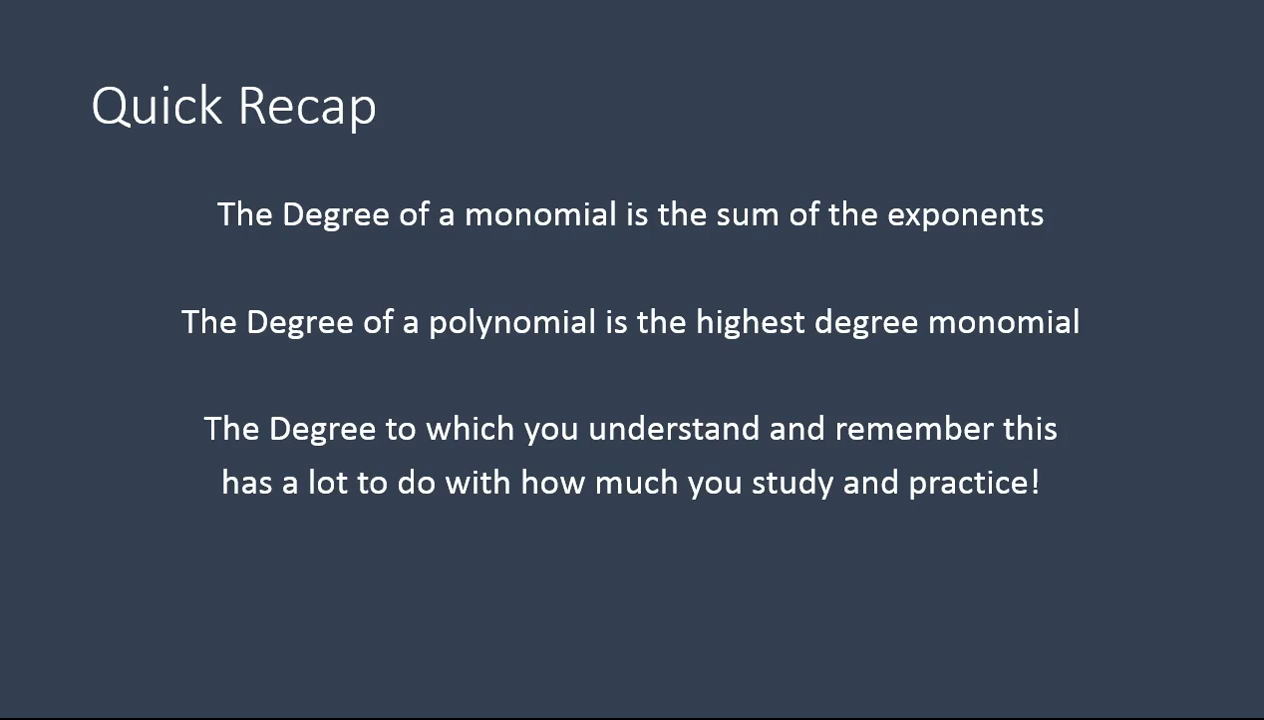 Quick Recap
The Degree of a monomial is the sum of the exponents
The Degree of a polynomial is the highest degree monomial
The Degree to which you understand and remember this
has a lot to do with how much you study and practice!